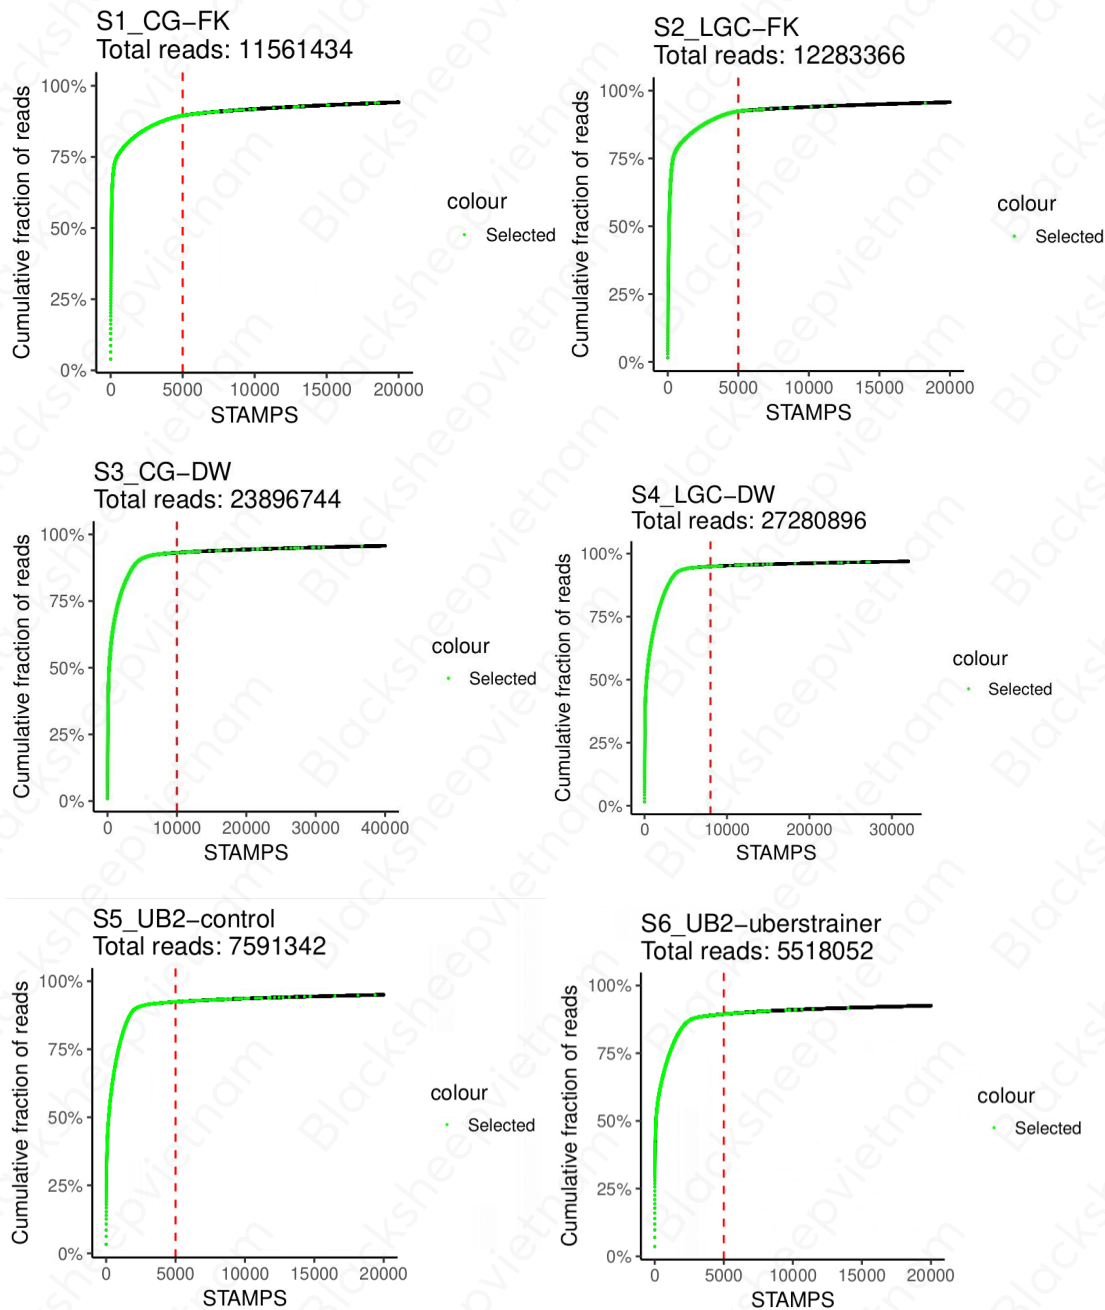 S1_CG−FK
Total reads: 11561434
Cumulative fraction of reads
100%
75%
50%
25%
0%
0 5000 10000 15000 20000
STAMPS
colour
Selected
S2_LGC−FK
Total reads: 12283366
Cumulative fraction of reads
100%
75%
50%
25%
0%
0 5000 10000 15000 20000
STAMPS
colour
Selected
S3_CG−DW
Total reads: 23896744
Cumulative fraction of reads
100%
75%
50%
25%
0%
0 10000 20000 30000 40000
STAMPS
colour
Selected
S4_LGC−DW
Total reads: 27280896
Cumulative fraction of reads
100%
75%
50%
25%
0%
0 10000 20000 30000
STAMPS
colour
Selected
S5_UB2−control
Total reads: 7591342
Cumulative fraction of reads
100%
75%
50%
25%
0%
0 5000 10000 15000 20000
STAMPS
colour
Selected
S6_UB2−uberstrainer
Total reads: 5518052
Cumulative fraction of reads
100%
75%
50%
25%
0%
0 5000 10000 15000 20000
STAMPS
colour
Selected
Blacksheepvietnam